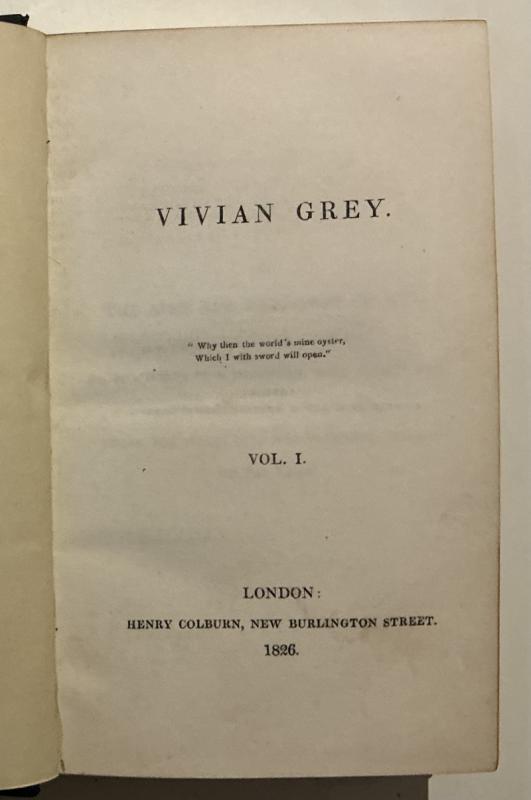 VIVIAN GREY.
" Why then the world's mine oyster,
Which I with sword will open."
VOL. I.
LONDON:
HENRY COLBURN, NEW BURLINGTON STREET.
1826.